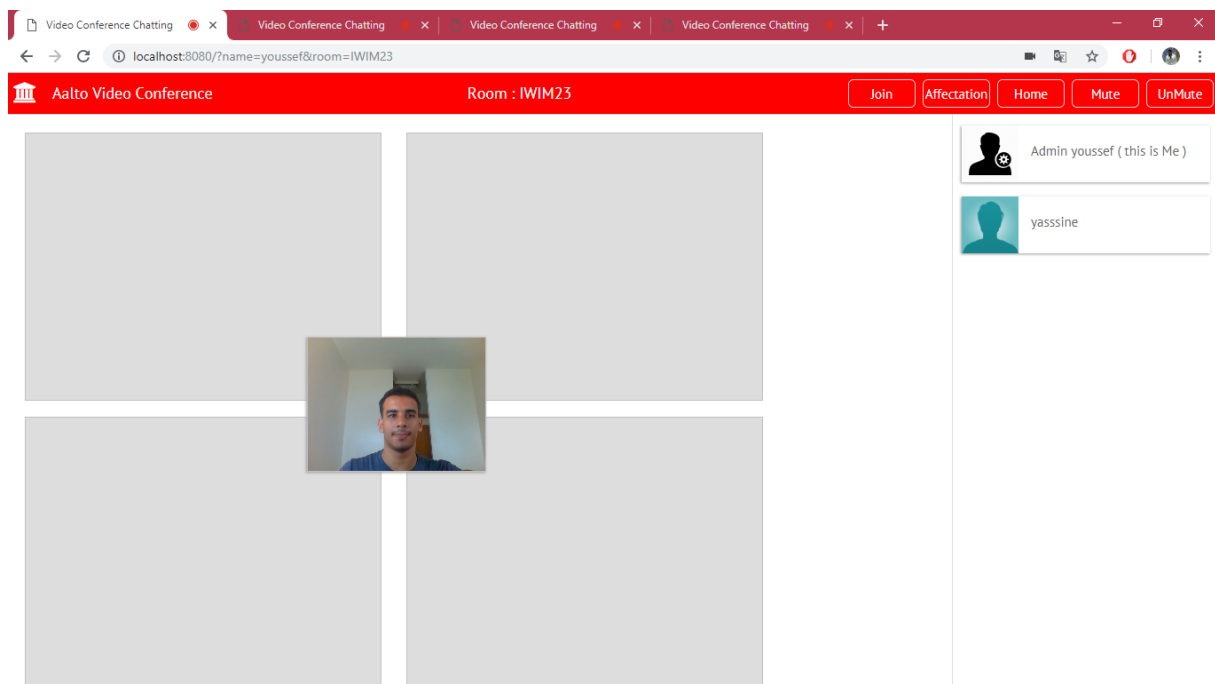 Video Conference Chatting Video Conference Chatting Video Conference Chatting Video Conference Chatting
localhost:8080/?name=youssef&room=IWIM23
Aalto Video Conference Room : IWIM23 Join Affectation Home Mute UnMute
Admin youssef ( this is Me )
yasssine